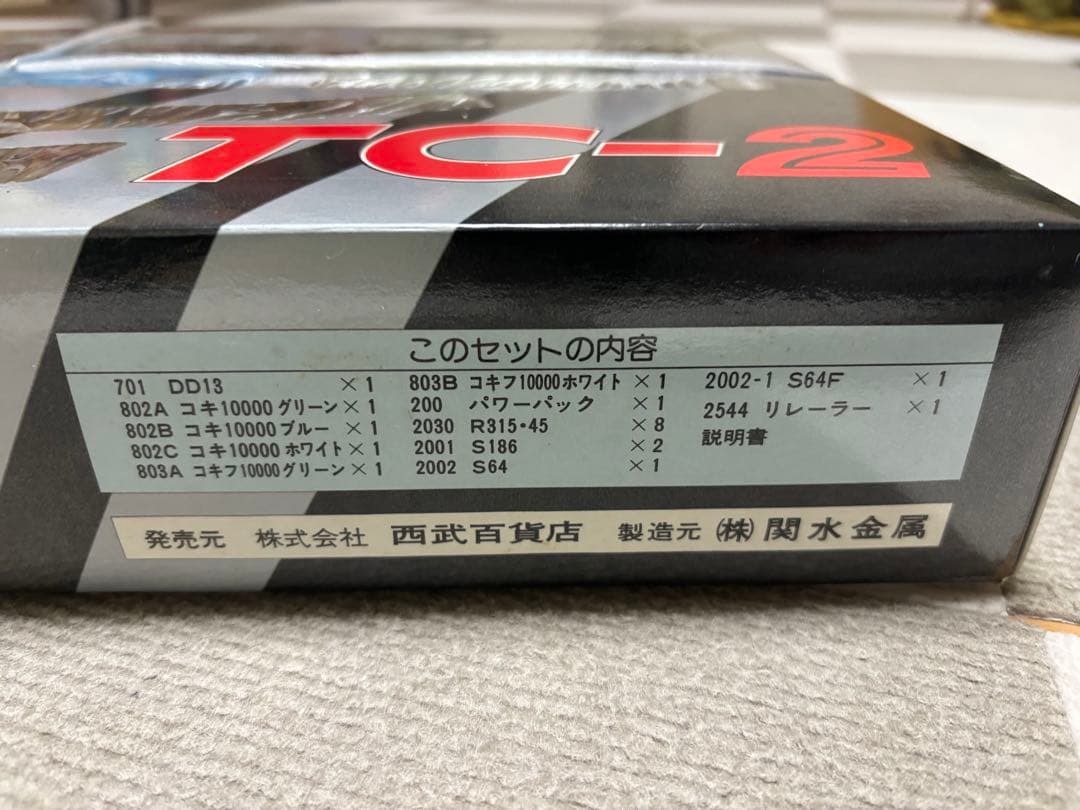 TC-2
このセットの内容
701 DD13 ×1
802A コキ10000グリーン×1
802B コキ10000ブルー×1
802C コキ10000ホワイト×1
803A コキフ10000グリーン×1
803B コキフ10000ホワイト×1
200 パワーパック ×1
2030 R315・45 ×8
2001 S186 ×2
2002 S64 ×1
2002-1 S64F ×1
2544 リレーラー ×1
説明書
発売元 株式会社 西武百貨店 製造元 ㈱関水金属